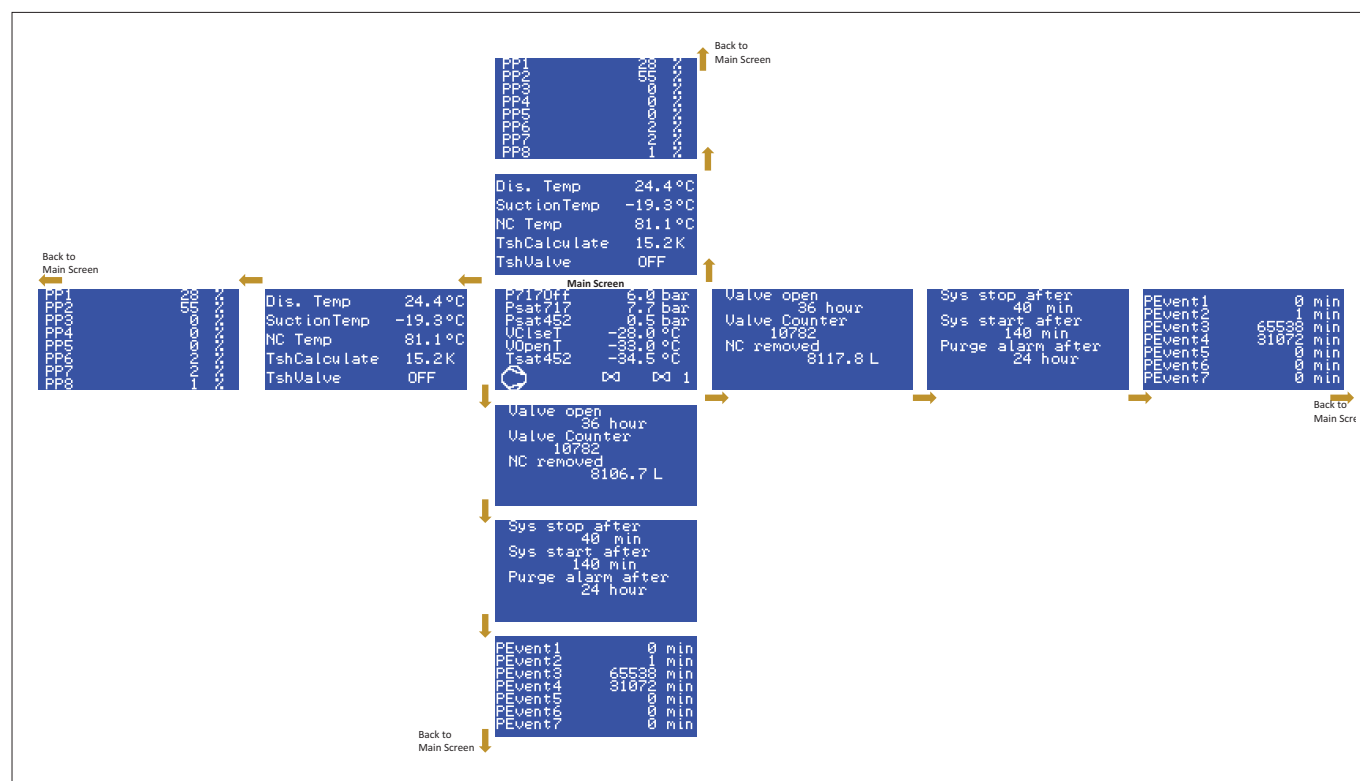 Back to
Main Screen
PP1 28 %
PP2 55 %
PP3 0 %
PP4 0 %
PP5 0 %
PP6 2 %
PP7 2 %
PP8 1 %
Dis. Temp 24.4°C
SuctionTemp -19.3°C
NC Temp 81.1°C
TshCalculate 15.2K
TshValve OFF
Back to
Main Screen
PP1 28 %
PP2 55 %
PP3 0 %
PP4 0 %
PP5 0 %
PP6 2 %
PP7 2 %
PP8 1 %
Dis. Temp 24.4°C
SuctionTemp -19.3°C
NC Temp 81.1°C
TshCalculate 15.2K
TshValve OFF
Main Screen
P717Off 6.0 bar
Psat717 7.7 bar
Psat452 0.5 bar
VClseT -28.0 °C
VOpenT -33.0 °C
Tsat452 -34.5 °C
1
Valve open
36 hour
Valve Counter
10782
NC removed
8117.8 L
Sys stop after
40 min
Sys start after
140 min
Purge alarm after
24 hour
PEvent1 0 min
PEvent2 1 min
PEvent3 65538 min
PEvent4 31072 min
PEvent5 0 min
PEvent6 0 min
PEvent7 0 min
Back to
Main Scre
Valve open
36 hour
Valve Counter
10782
NC removed
8106.7 L
Sys stop after
40 min
Sys start after
140 min
Purge alarm after
24 hour
PEvent1 0 min
PEvent2 1 min
PEvent3 65538 min
PEvent4 31072 min
PEvent5 0 min
PEvent6 0 min
PEvent7 0 min
Back to
Main Screen